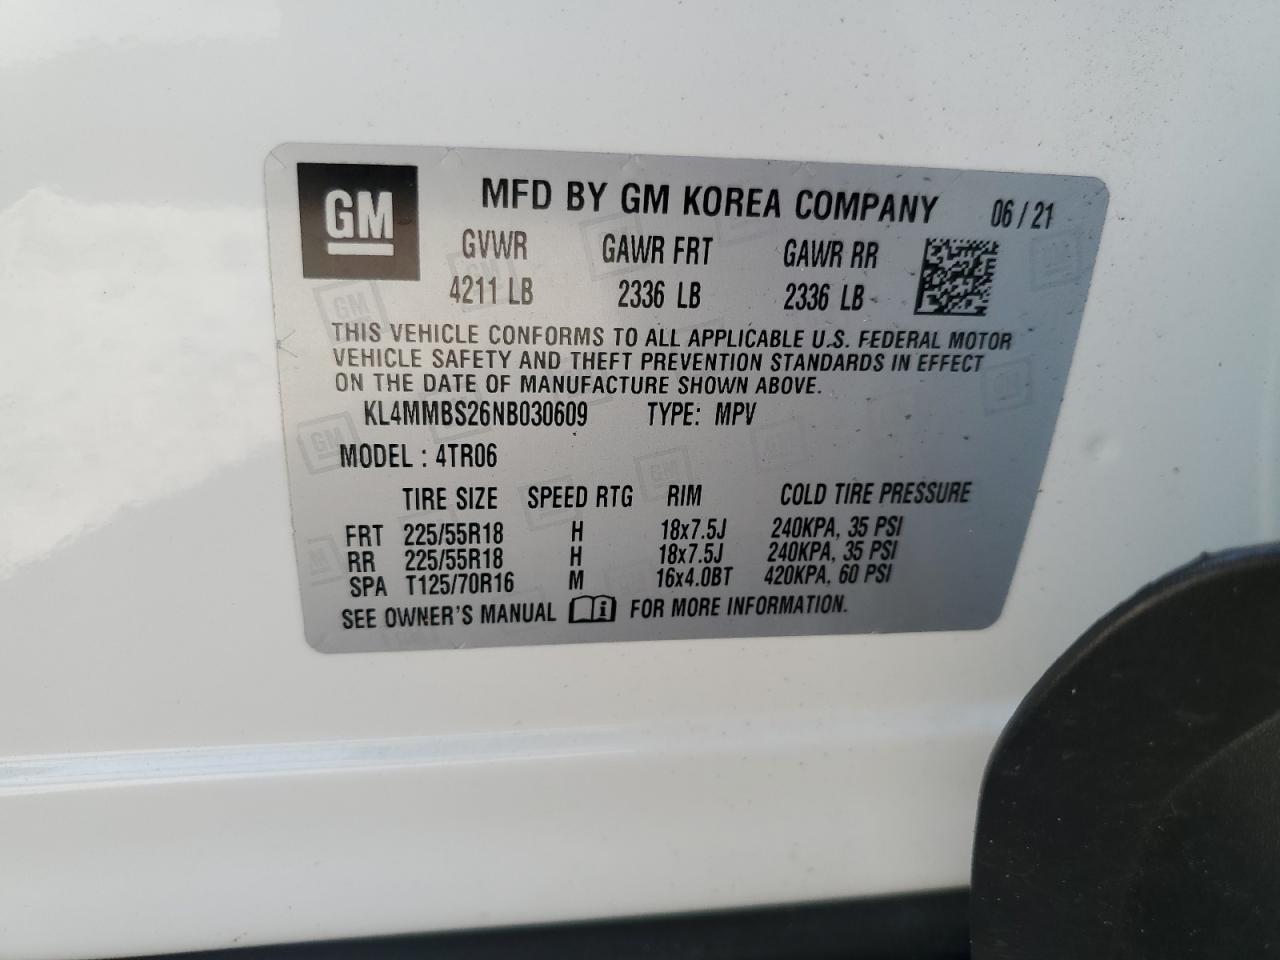 GM MFD BY GM KOREA COMPANY 06/21
GVWR GAWR FRT GAWR RR
4211 LB 2336 LB 2336 LB
THIS VEHICLE CONFORMS TO ALL APPLICABLE U.S. FEDERAL MOTOR
VEHICLE SAFETY AND THEFT PREVENTION STANDARDS IN EFFECT
ON THE DATE OF MANUFACTURE SHOWN ABOVE.
KL4MMBS26NB030609 TYPE: MPV
MODEL : 4TR06
TIRE SIZE SPEED RTG RIM COLD TIRE PRESSURE
FRT 225/55R18 H 18x7.5J 240KPA, 35 PSI
RR 225/55R18 H 18x7.5J 240KPA, 35 PSI
SPA T125/70R16 M 16x4.0BT 420KPA, 60 PSI
SEE OWNER'S MANUAL i FOR MORE INFORMATION.